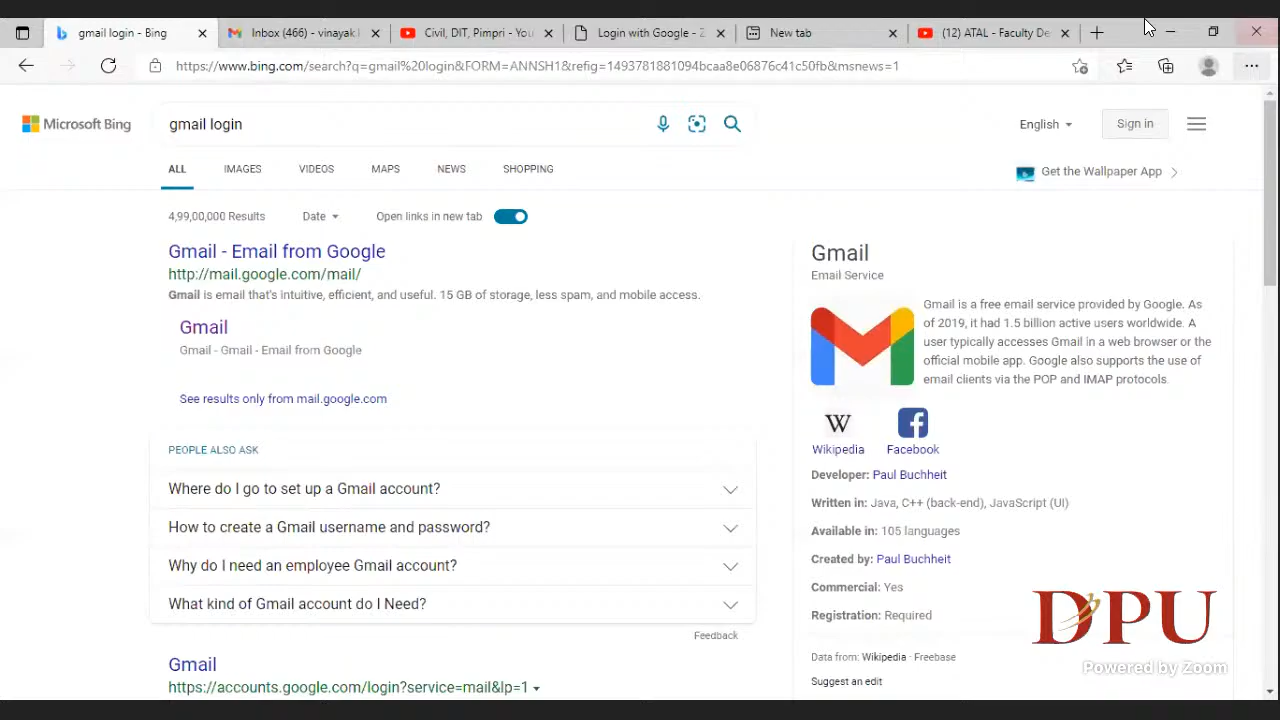 gmail login - Bing
Inbox (466) - vinayak.
Civil, DIT, Pimpri - You
Login with Google - Z
New tab
(12) ATAL - Faculty De
https://www.bing.com/search?q=gmail%20login&FORM=ANNSH1&refig=1493781881094bcaa8e06876c41c50fb&msnews=1
Microsoft Bing
gmail login
English
Sign in
ALL
IMAGES
VIDEOS
MAPS
NEWS
SHOPPING
Get the Wallpaper App
4,99,00,000 Results
Date
Open links in new tab
Gmail - Email from Google
http://mail.google.com/mail/
Gmail is email that's intuitive, efficient, and useful. 15 GB of storage, less spam, and mobile access.
Gmail
Gmail - Gmail - Email from Google
See results only from mail.google.com
PEOPLE ALSO ASK
Where do I go to set up a Gmail account?
How to create a Gmail username and password?
Why do I need an employee Gmail account?
What kind of Gmail account do I Need?
Feedback
Gmail
https://accounts.google.com/login?service=mail&lp=1
Gmail
Email Service
Gmail is a free email service provided by Google. As
of 2019, it had 1.5 billion active users worldwide. A
user typically accesses Gmail in a web browser or the
official mobile app. Google also supports the use of
email clients via the POP and IMAP protocols.
W
Wikipedia
Facebook
Developer: Paul Buchheit
Written in: Java, C++ (back-end), JavaScript (UI)
Available in: 105 languages
Created by: Paul Buchheit
Commercial: Yes
Registration: Required
Data from: Wikipedia · Freebase
Suggest an edit
DPU
Powered by Zoom